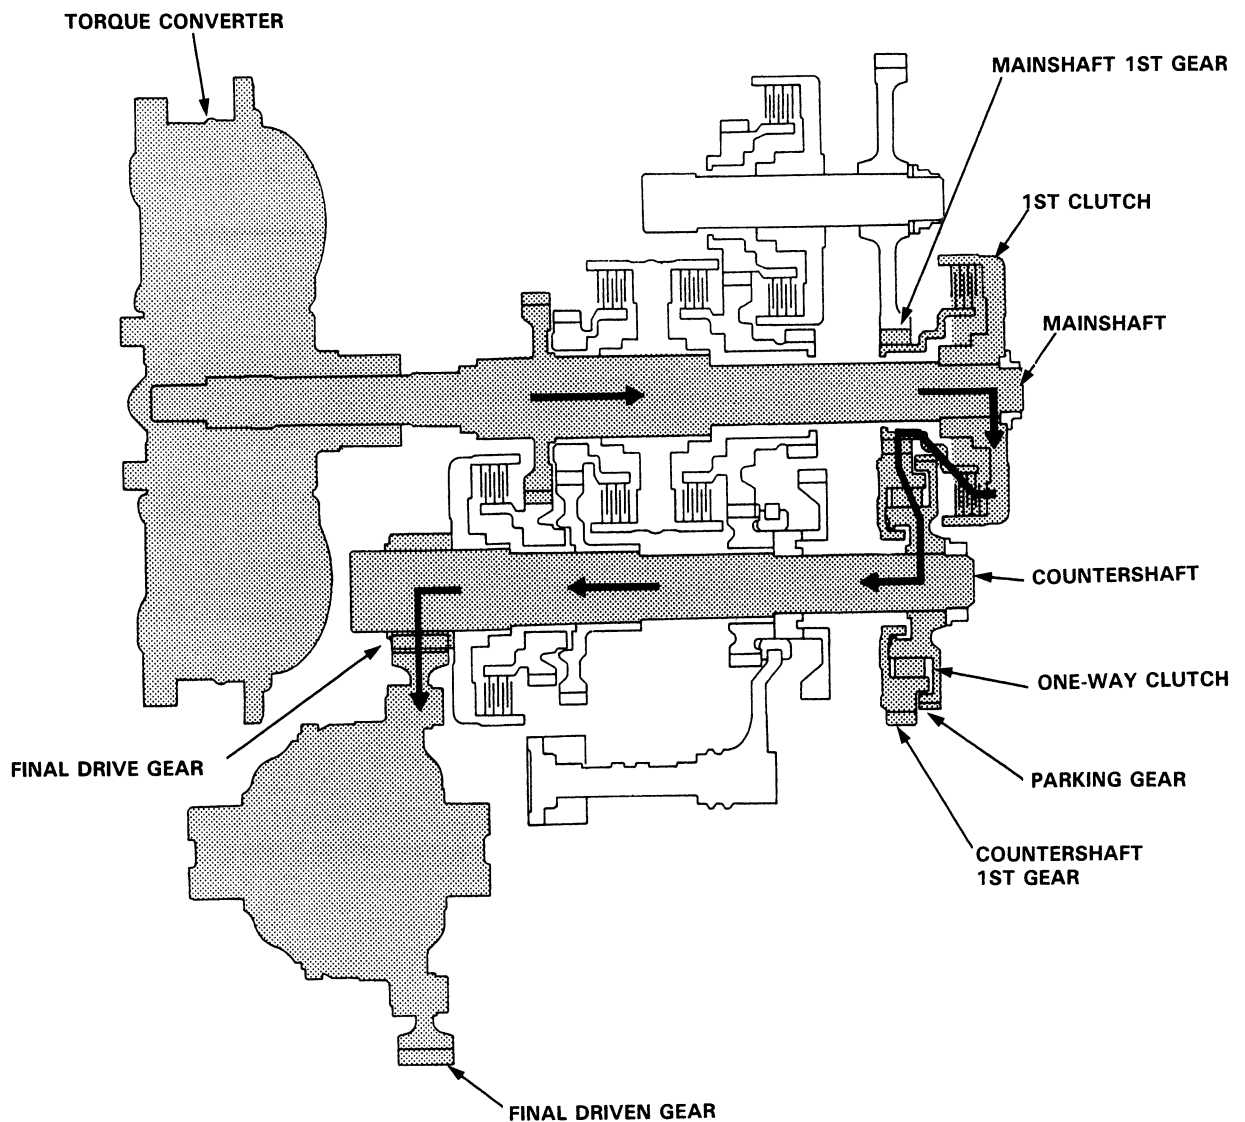 TORQUE CONVERTER
MAINSHAFT 1ST GEAR
1ST CLUTCH
MAINSHAFT
COUNTERSHAFT
ONE-WAY CLUTCH
FINAL DRIVE GEAR
PARKING GEAR
COUNTERSHAFT
1ST GEAR
FINAL DRIVEN GEAR